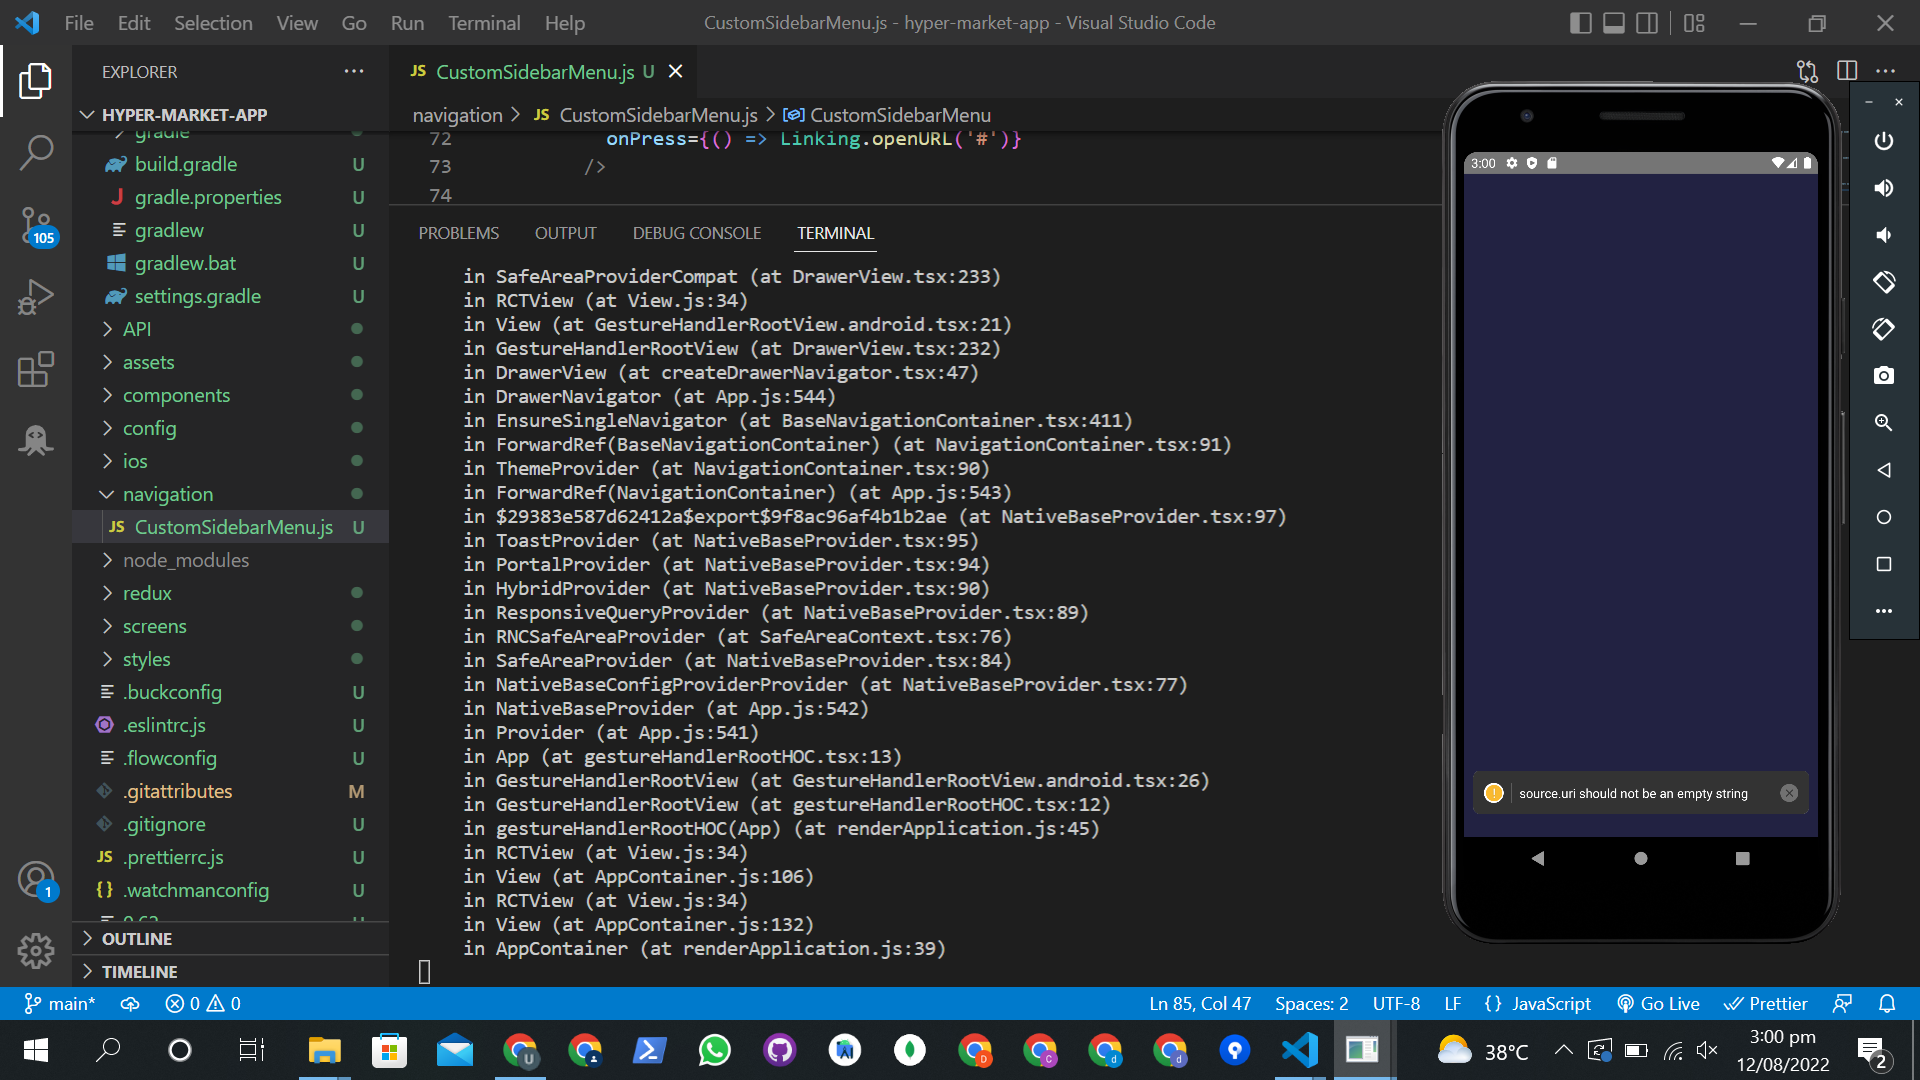 File Edit Selection View Go Run Terminal Help
CustomSidebarMenu.js - hyper-market-app - Visual Studio Code
EXPLORER
JS CustomSidebarMenu.js U
HYPER-MARKET-APP
navigation > JS CustomSidebarMenu.js > CustomSidebarMenu
gradle
build.gradle U
gradle.properties U
gradlew U
gradlew.bat U
settings.gradle U
API
assets
components
config
ios
navigation
JS CustomSidebarMenu.js U
node_modules
redux
screens
styles
.buckconfig U
.eslintrc.js U
.flowconfig U
.gitattributes M
.gitignore U
JS .prettierrc.js U
{} .watchmanconfig U
OUTLINE
TIMELINE
105
1
72 onPress={() => Linking.openURL('#')}
73 />
74
PROBLEMS OUTPUT DEBUG CONSOLE TERMINAL
in SafeAreaProviderCompat (at DrawerView.tsx:233)
in RCTView (at View.js:34)
in View (at GestureHandlerRootView.android.tsx:21)
in GestureHandlerRootView (at DrawerView.tsx:232)
in DrawerView (at createDrawerNavigator.tsx:47)
in DrawerNavigator (at App.js:544)
in EnsureSingleNavigator (at BaseNavigationContainer.tsx:411)
in ForwardRef(BaseNavigationContainer) (at NavigationContainer.tsx:91)
in ThemeProvider (at NavigationContainer.tsx:90)
in ForwardRef(NavigationContainer) (at App.js:543)
in $29383e587d62412a$export$9f8ac96af4b1b2ae (at NativeBaseProvider.tsx:97)
in ToastProvider (at NativeBaseProvider.tsx:95)
in PortalProvider (at NativeBaseProvider.tsx:94)
in HybridProvider (at NativeBaseProvider.tsx:90)
in ResponsiveQueryProvider (at NativeBaseProvider.tsx:89)
in RNCSafeAreaProvider (at SafeAreaContext.tsx:76)
in SafeAreaProvider (at NativeBaseProvider.tsx:84)
in NativeBaseConfigProviderProvider (at NativeBaseProvider.tsx:77)
in NativeBaseProvider (at App.js:542)
in Provider (at App.js:541)
in App (at gestureHandlerRootHOC.tsx:13)
in GestureHandlerRootView (at GestureHandlerRootView.android.tsx:26)
in GestureHandlerRootView (at gestureHandlerRootHOC.tsx:12)
in gestureHandlerRootHOC(App) (at renderApplication.js:45)
in RCTView (at View.js:34)
in View (at AppContainer.js:106)
in RCTView (at View.js:34)
in View (at AppContainer.js:132)
in AppContainer (at renderApplication.js:39)
3:00
source.uri should not be an empty string
main* 0 0
Ln 85, Col 47 Spaces: 2 UTF-8 LF {} JavaScript Go Live Prettier
38°C
3:00 pm
12/08/2022
2